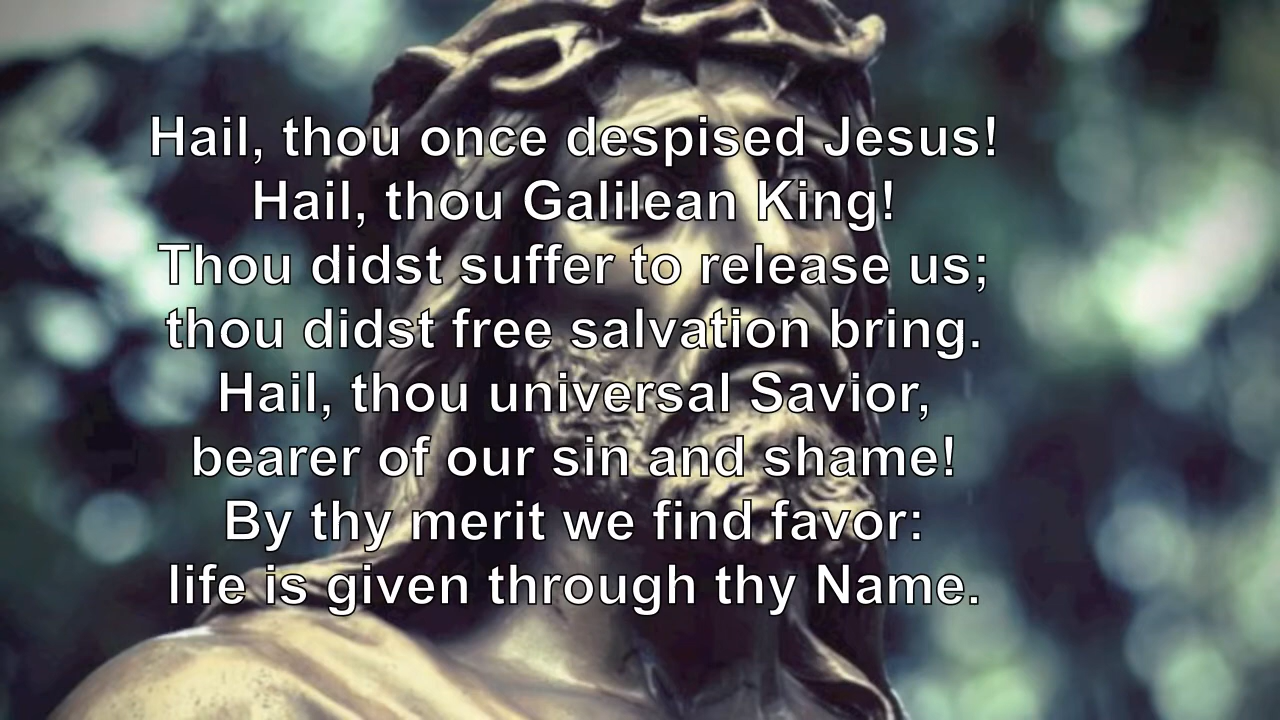 Hail, thou once despised Jesus!
Hail, thou Galilean King!
Thou didst suffer to release us;
thou didst free salvation bring.
Hail, thou universal Savior,
bearer of our sin and shame!
By thy merit we find favor:
life is given through thy Name.